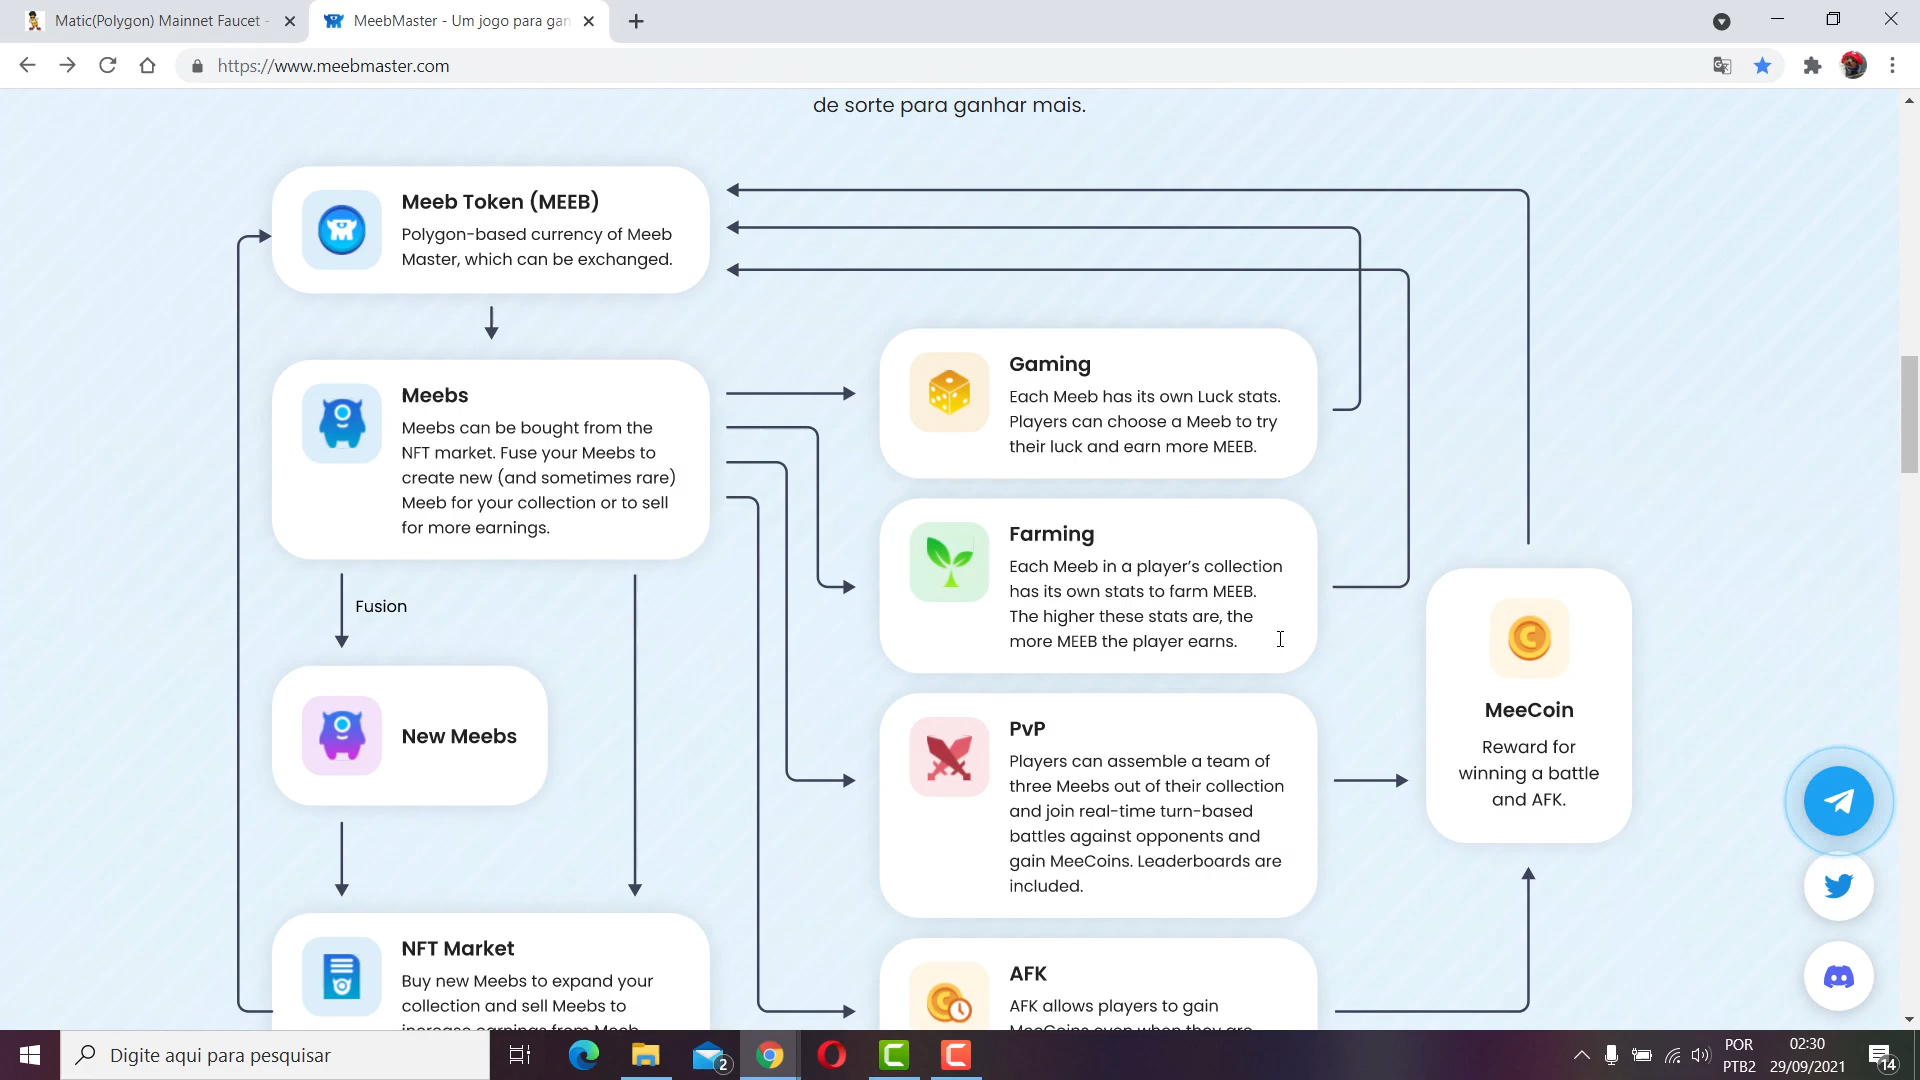 Matic(Polygon) Mainnet Faucet -
MeebMaster - Um jogo para gan
https://www.meebmaster.com
de sorte para ganhar mais.
Meeb Token (MEEB)
Polygon-based currency of Meeb
Master, which can be exchanged.
Meebs
Meebs can be bought from the
NFT market. Fuse your Meebs to
create new (and sometimes rare)
Meeb for your collection or to sell
for more earnings.
Fusion
New Meebs
NFT Market
Buy new Meebs to expand your
collection and sell Meebs to
increase earnings from Meeb
Gaming
Each Meeb has its own Luck stats.
Players can choose a Meeb to try
their luck and earn more MEEB.
Farming
Each Meeb in a player's collection
has its own stats to farm MEEB.
The higher these stats are, the
more MEEB the player earns.
PvP
Players can assemble a team of
three Meebs out of their collection
and join real-time turn-based
battles against opponents and
gain MeeCoins. Leaderboards are
included.
AFK
AFK allows players to gain
MeeCoins even when they are
MeeCoin
Reward for
winning a battle
and AFK.
Digite aqui para pesquisar
2
POR
PTB2
02:30
29/09/2021
14